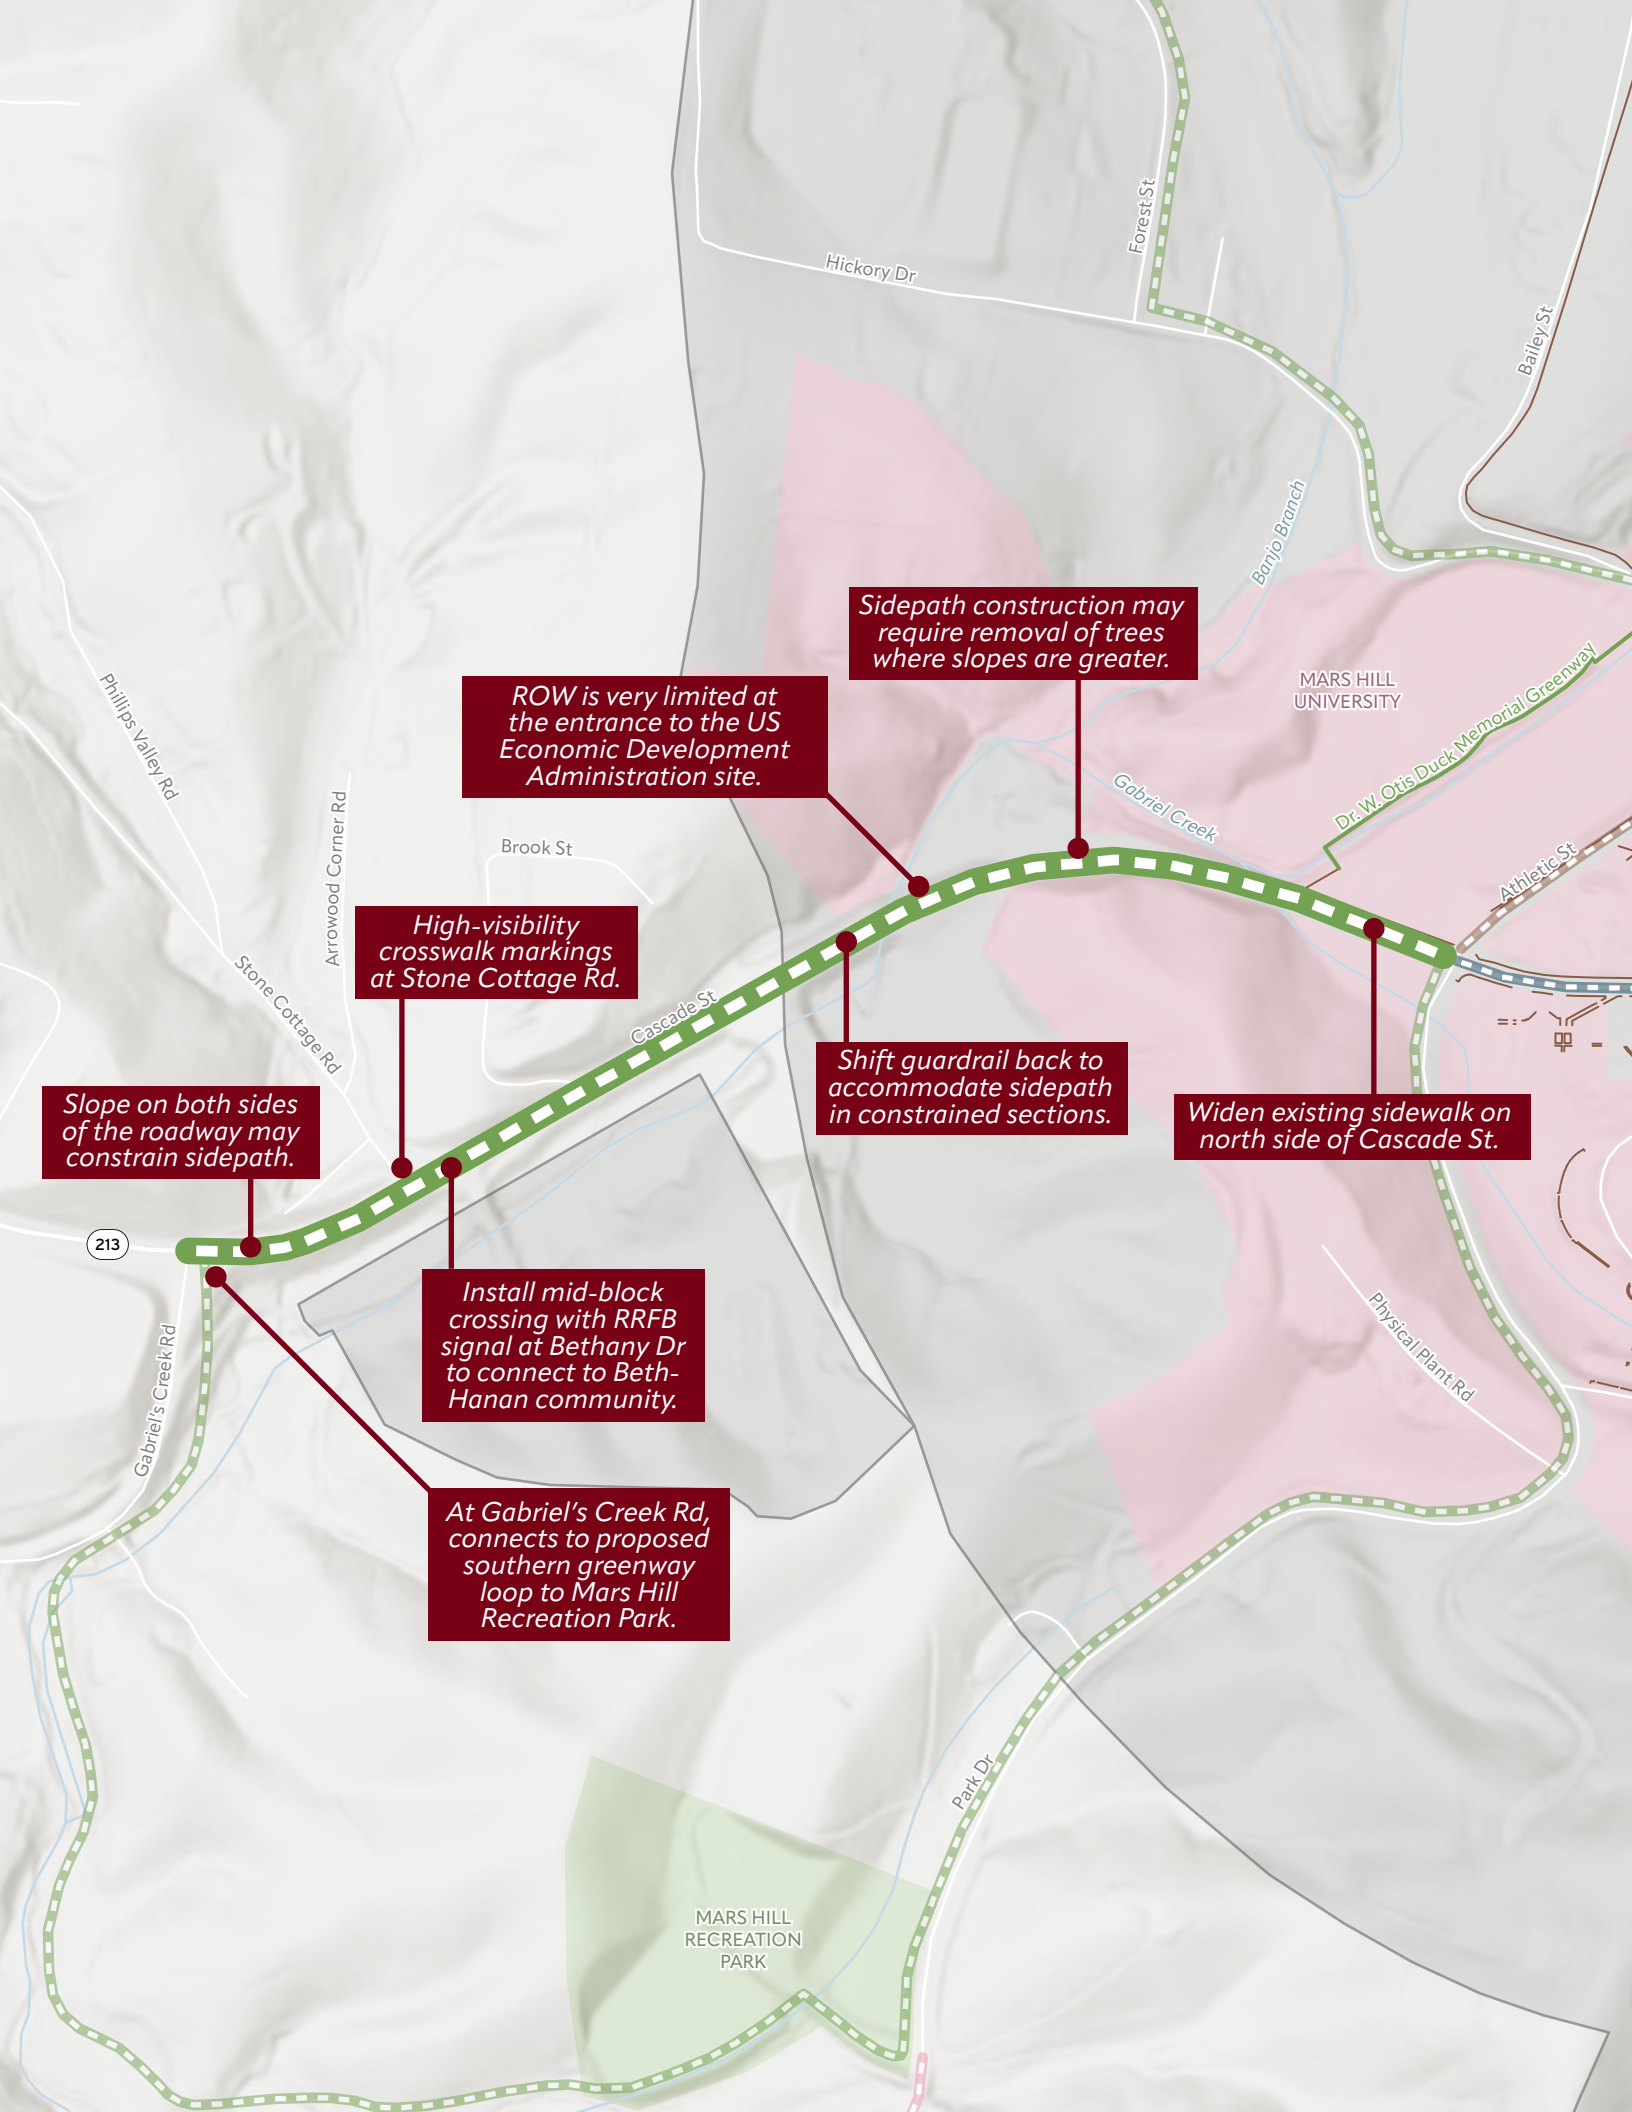 Forest St
Hickory Dr
Bailey St
Banjo Branch
Sidepath construction may
require removal of trees
where slopes are greater.
MARS HILL
UNIVERSITY
ROW is very limited at
the entrance to the US
Economic Development
Administration site.
Phillips Valley Rd
Dr. W. Otis Duck Memorial Greenway
Gabriel Creek
Arrowood Corner Rd
Brook St
Athletic St
High-visibility
crosswalk markings
at Stone Cottage Rd.
Stone Cottage Rd
Cascade St
Shift guardrail back to
accommodate sidepath
in constrained sections.
Slope on both sides
of the roadway may
constrain sidepath.
Widen existing sidewalk on
north side of Cascade St.
213
Install mid-block
crossing with RRFB
signal at Bethany Dr
to connect to Beth-
Hanan community.
Gabriel's Creek Rd
Physical Plant Rd
At Gabriel's Creek Rd,
connects to proposed
southern greenway
loop to Mars Hill
Recreation Park.
Park Dr
MARS HILL
RECREATION
PARK